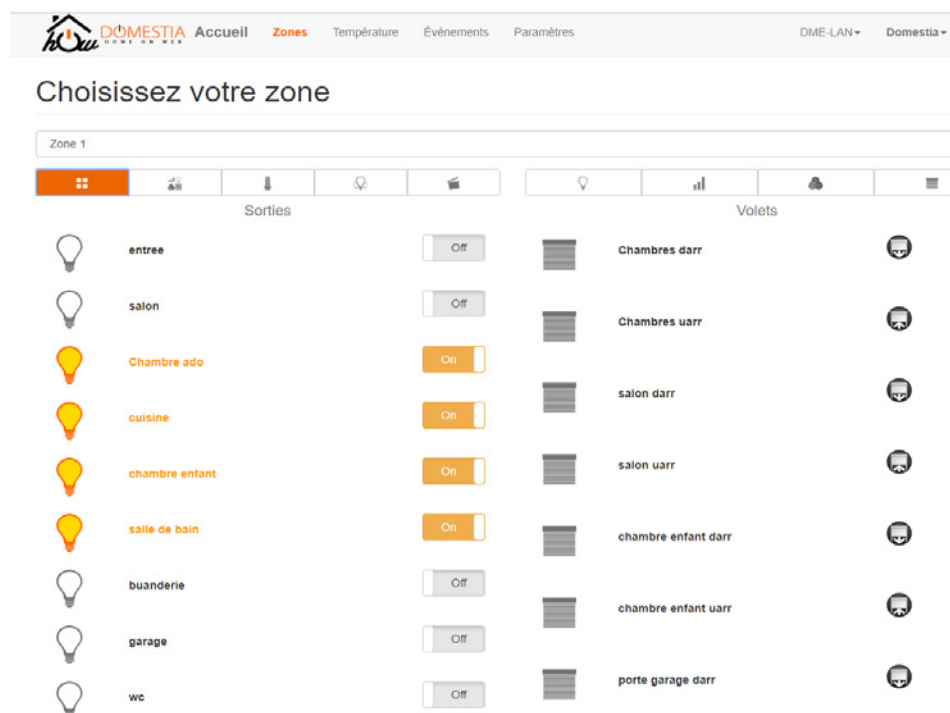 how DOMESTIA HOME ON WEB Accueil Zones Température Événements Paramètres DME-LAN Domestia
Choisissez votre zone
Zone 1
Sorties
entree Off
salon Off
Chambre ado On
cuisine On
chambre enfant On
salle de bain On
buanderie Off
garage Off
wc Off
Volets
Chambres darr
Chambres uarr
salon darr
salon uarr
chambre enfant darr
chambre enfant uarr
porte garage darr